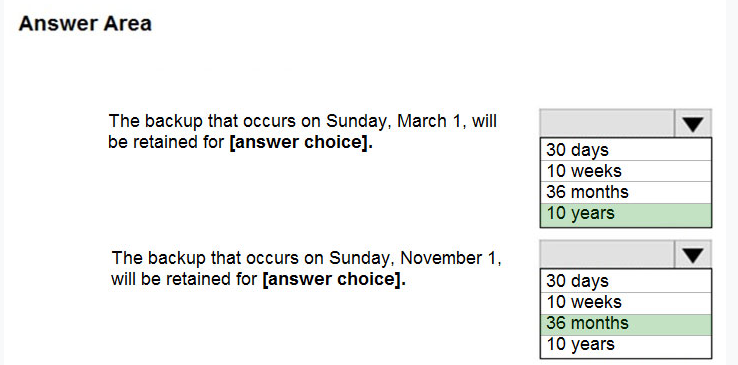 Answer Area
The backup that occurs on Sunday, March 1, will
be retained for [answer choice].
30 days
10 weeks
36 months
10 years
The backup that occurs on Sunday, November 1,
will be retained for [answer choice].
30 days
10 weeks
36 months
10 years